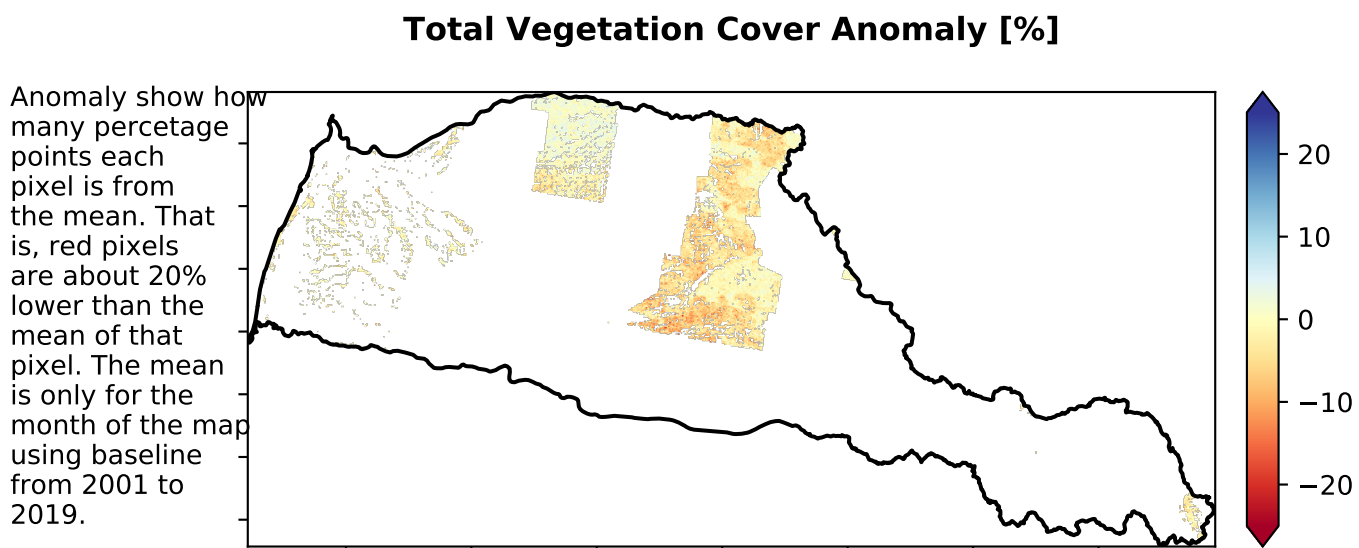 Total Vegetation Cover Anomaly [%]
Anomaly show how
many percetage
points each
pixel is from
the mean. That
is, red pixels
are about 20%
lower than the
mean of that
pixel. The mean
is only for the
month of the map
using baseline
from 2001 to
2019.
20
10
0
−10
−20